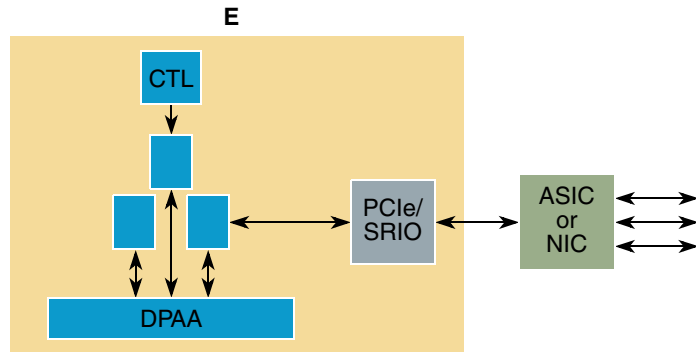 E
CTL
PCIe/
SRIO
ASIC
or
NIC
DPAA